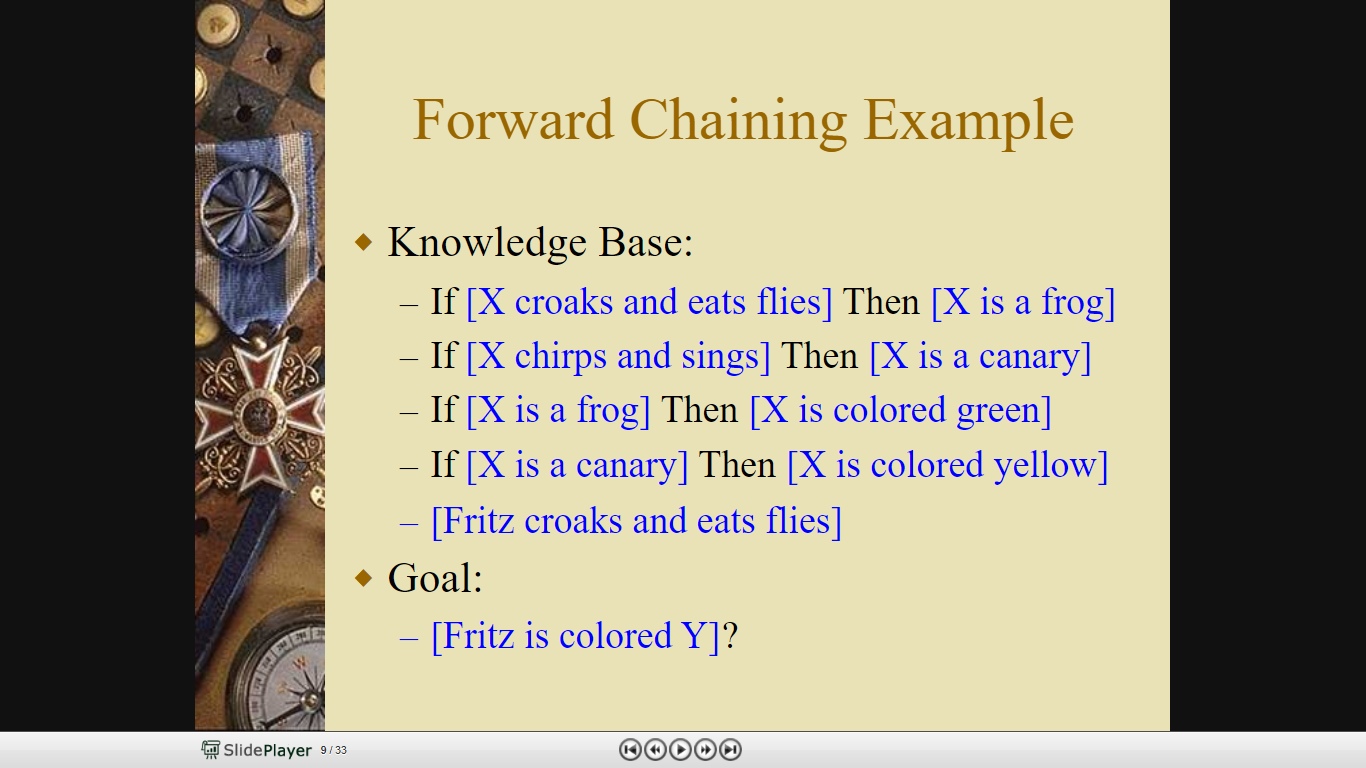 Forward Chaining Example
Knowledge Base:
– If [X croaks and eats flies] Then [X is a frog]
– If [X chirps and sings] Then [X is a canary]
– If [X is a frog] Then [X is colored green]
– If [X is a canary] Then [X is colored yellow]
– [Fritz croaks and eats flies]
Goal:
– [Fritz is colored Y]?
SlidePlayer 9 / 33